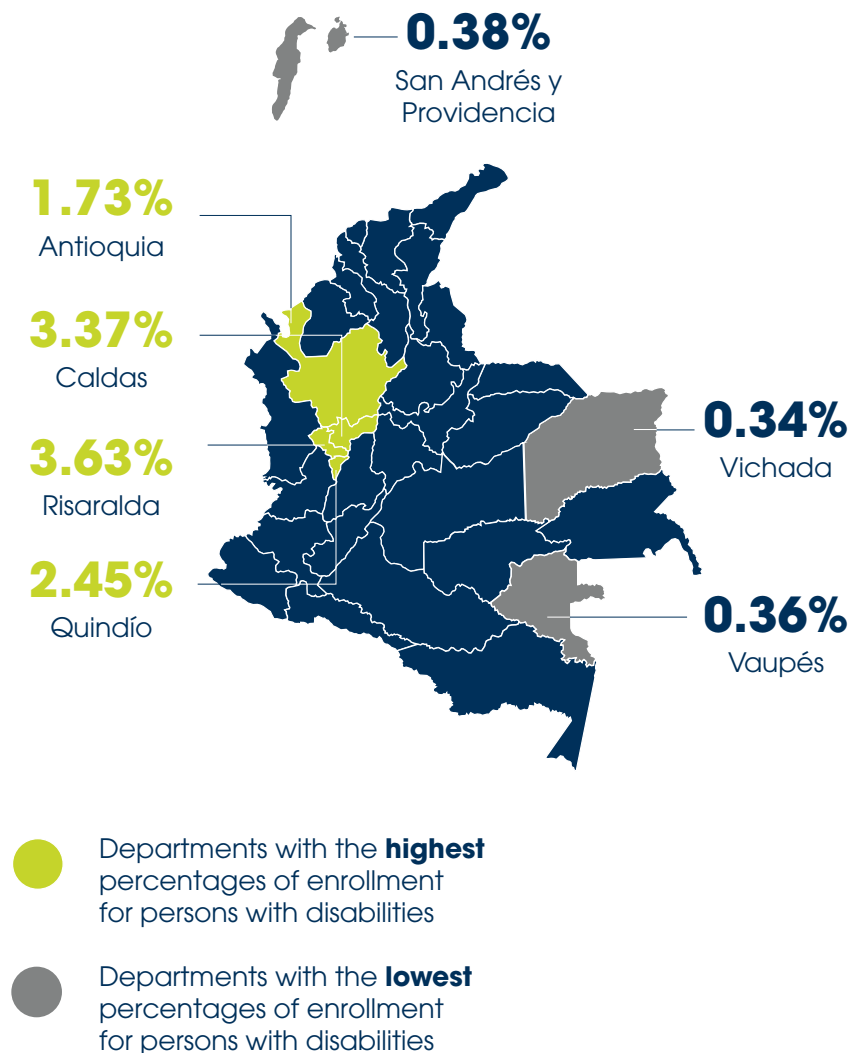 0.38%
San Andrés y
Providencia
1.73%
Antioquia
3.37%
Caldas
3.63%
Risaralda
2.45%
Quindío
0.34%
Vichada
0.36%
Vaupés
Departments with the highest
percentages of enrollment
for persons with disabilities
Departments with the lowest
percentages of enrollment
for persons with disabilities